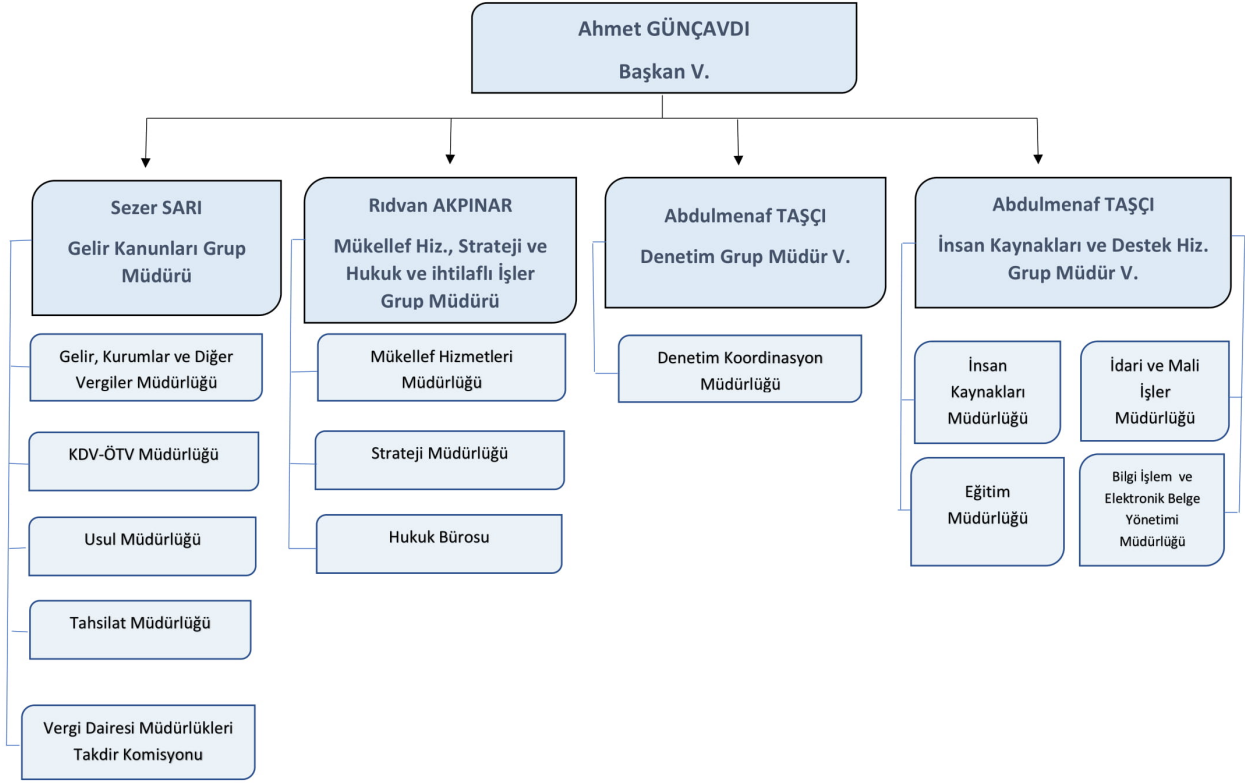 Ahmet GÜNÇAVDI
Başkan V.
Sezer SARI
Gelir Kanunları Grup
Müdürü
Gelir, Kurumlar ve Diğer
Vergiler Müdürlüğü
KDV-ÖTV Müdürlüğü
Usul Müdürlüğü
Tahsilat Müdürlüğü
Vergi Dairesi Müdürlükleri
Takdir Komisyonu
Rıdvan AKPINAR
Mükellef Hiz., Strateji ve
Hukuk ve ihtilaflı İşler
Grup Müdürü
Mükellef Hizmetleri
Müdürlüğü
Strateji Müdürlüğü
Hukuk Bürosu
Abdulmenaf TAŞÇI
Denetim Grup Müdür V.
Denetim Koordinasyon
Müdürlüğü
Abdulmenaf TAŞÇI
İnsan Kaynakları ve Destek Hiz.
Grup Müdür V.
İnsan
Kaynakları
Müdürlüğü
İdari ve Mali
İşler
Müdürlüğü
Eğitim
Müdürlüğü
Bilgi İşlem ve
Elektronik Belge
Yönetimi
Müdürlüğü